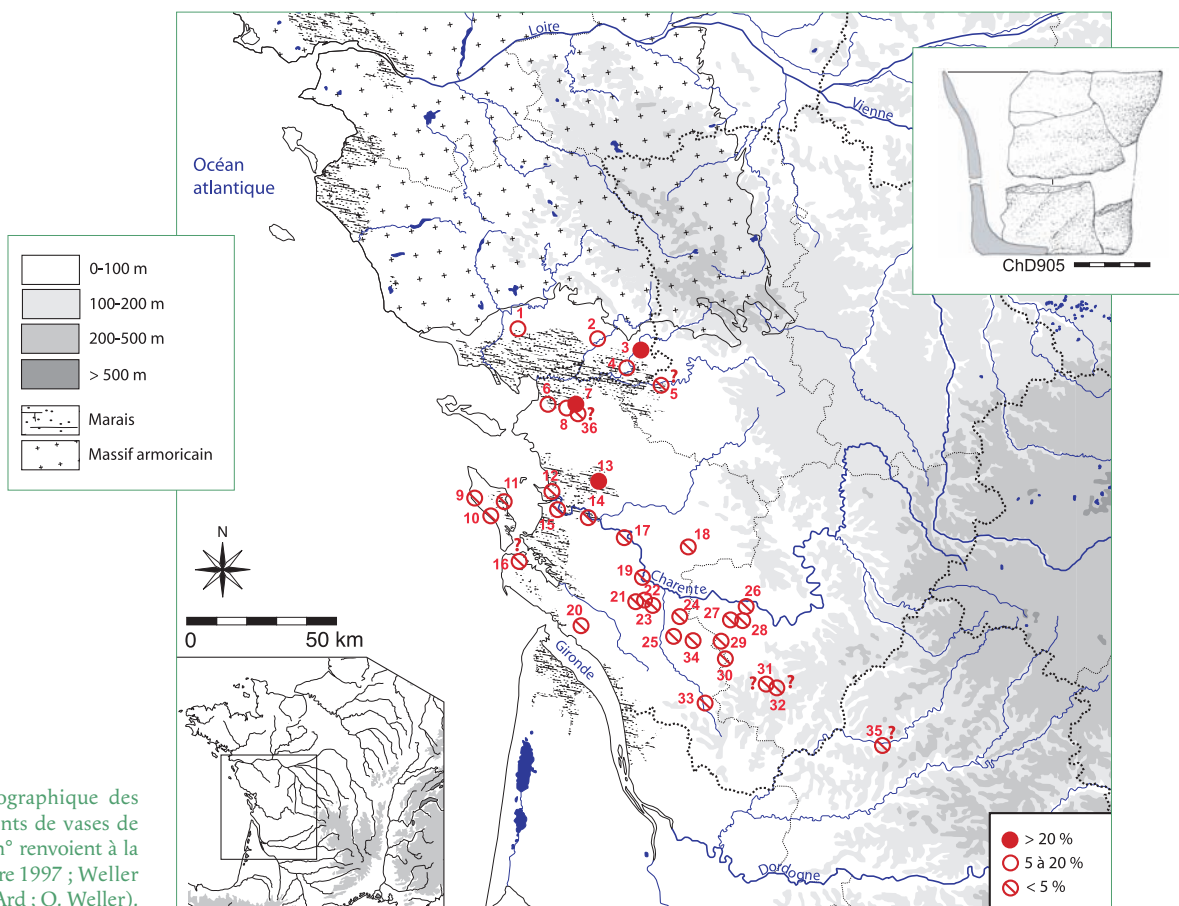 Loire
Vienne
Océan
atlantique
ChD905
0-100 m
100-200 m
200-500 m
> 500 m
Marais
Massif armoricain
1
2
3
4
?
5
6
7
?
8
36
13
12
11
9
10
15
14
17
18
?
16
19
Charente
22
21
23
24
26
27
28
20
25
34
29
30
Gironde
31
? ?
32
33
35 ?
N
0 50 km
Dordogne
> 20 %
5 à 20 %
< 5 %
ographique des
nts de vases de
n° renvoient à la
re 1997 ; Weller
Ard ; O. Weller).